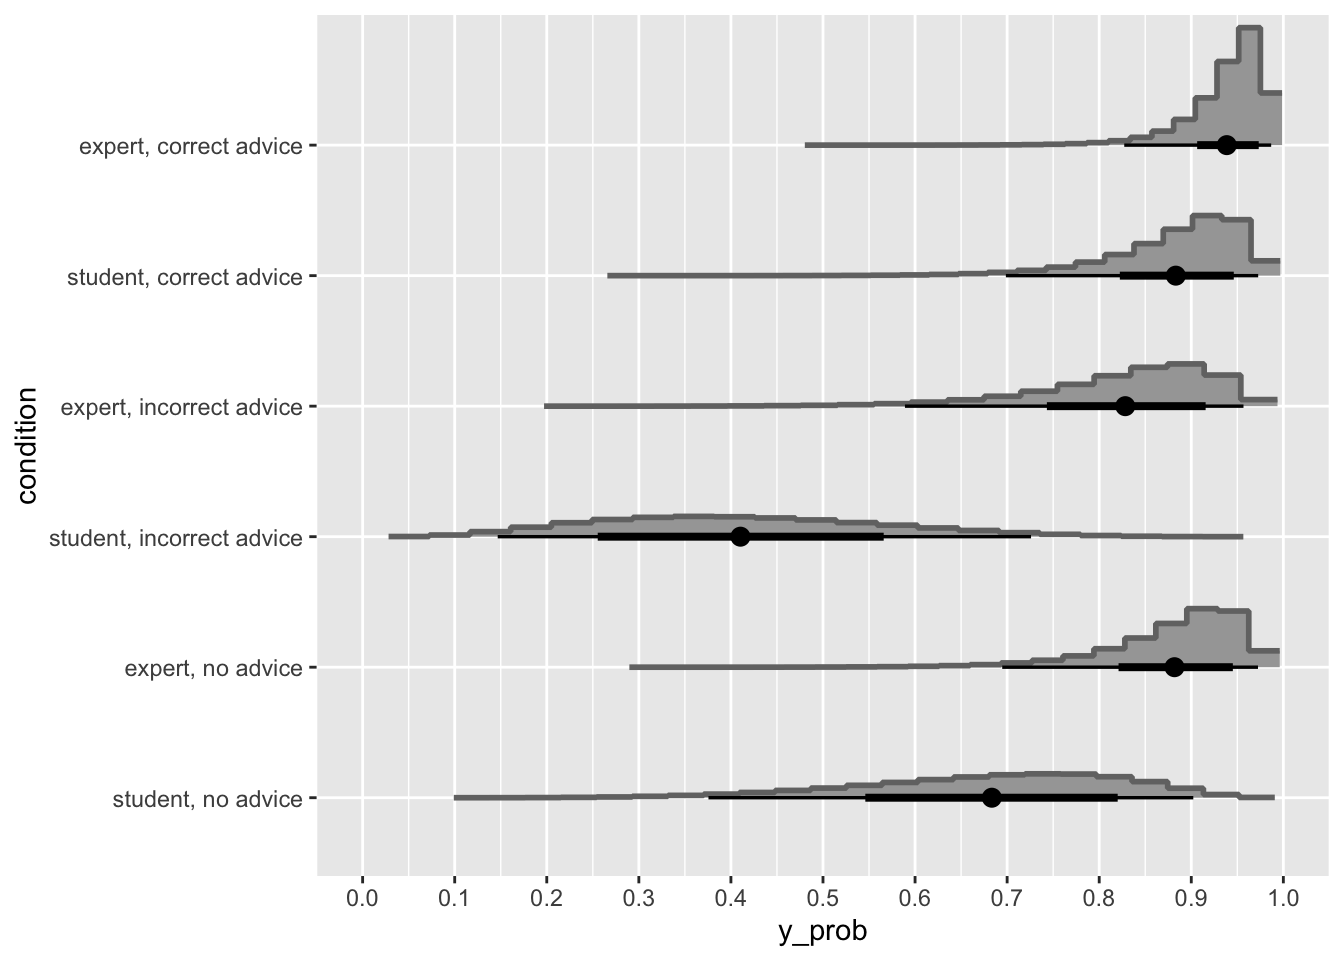 expert, correct advice
student, correct advice
expert, incorrect advice
condition
student, incorrect advice
expert, no advice
student, no advice
0.0 0.1 0.2 0.3 0.4 0.5 0.6 0.7 0.8 0.9 1.0
y_prob